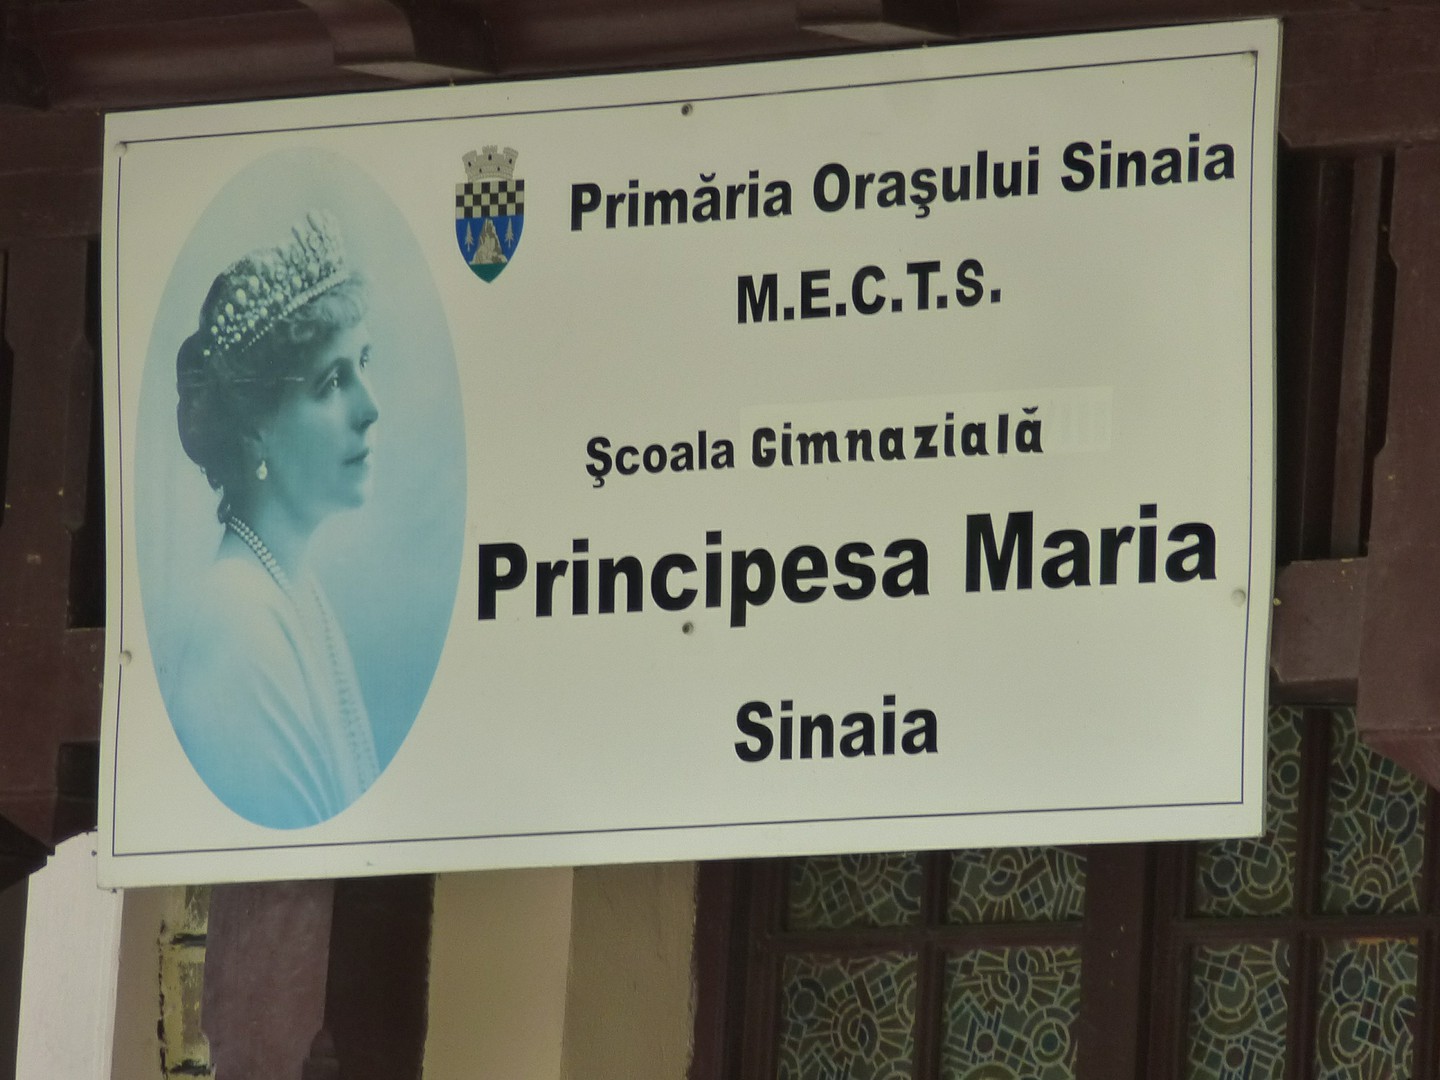 Primăria Oraşului Sinaia
M.E.C.T.S.
Şcoala Gimnazială
Principesa Maria
Sinaia